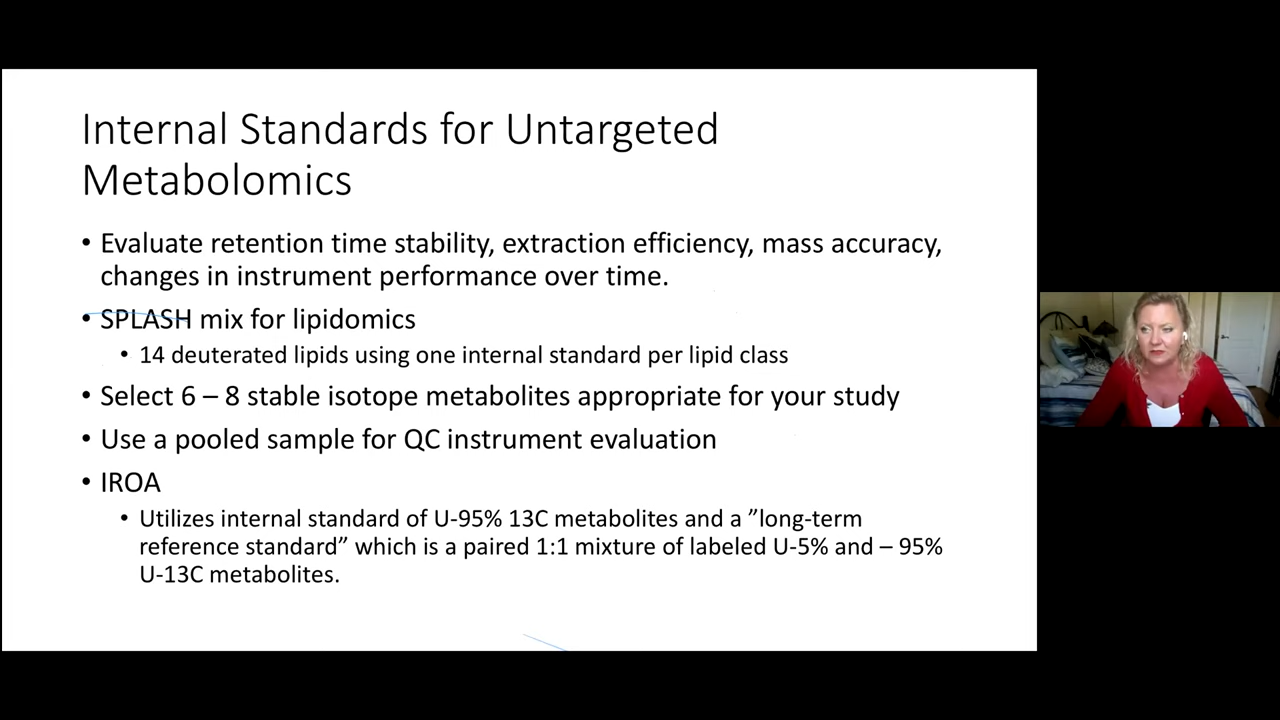 Internal Standards for Untargeted
Metabolomics
• Evaluate retention time stability, extraction efficiency, mass accuracy,
changes in instrument performance over time.
• SPLASH mix for lipidomics
• 14 deuterated lipids using one internal standard per lipid class
• Select 6 – 8 stable isotope metabolites appropriate for your study
• Use a pooled sample for QC instrument evaluation
• IROA
• Utilizes internal standard of U-95% 13C metabolites and a ”long-term
reference standard” which is a paired 1:1 mixture of labeled U-5% and – 95%
U-13C metabolites.